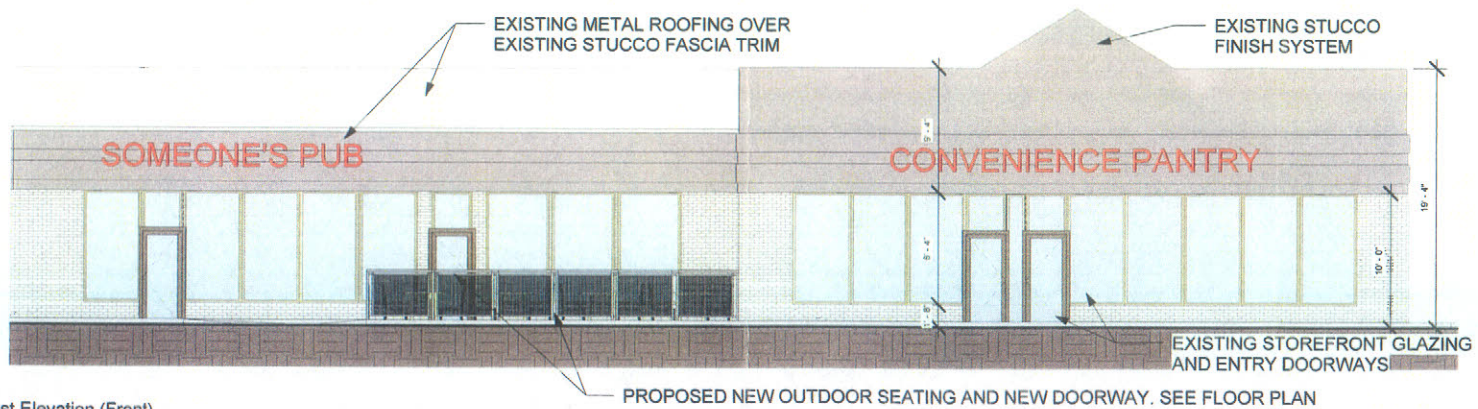 EXISTING METAL ROOFING OVER
EXISTING STUCCO FASCIA TRIM
EXISTING STUCCO
FINISH SYSTEM
SOMEONE'S PUB
CONVENIENCE PANTRY
9' - 4"
19' - 4"
10' - 0"
1' - 8"
EXISTING STOREFRONT GLAZING
AND ENTRY DOORWAYS
PROPOSED NEW OUTDOOR SEATING AND NEW DOORWAY. SEE FLOOR PLAN
Elevation (Front)